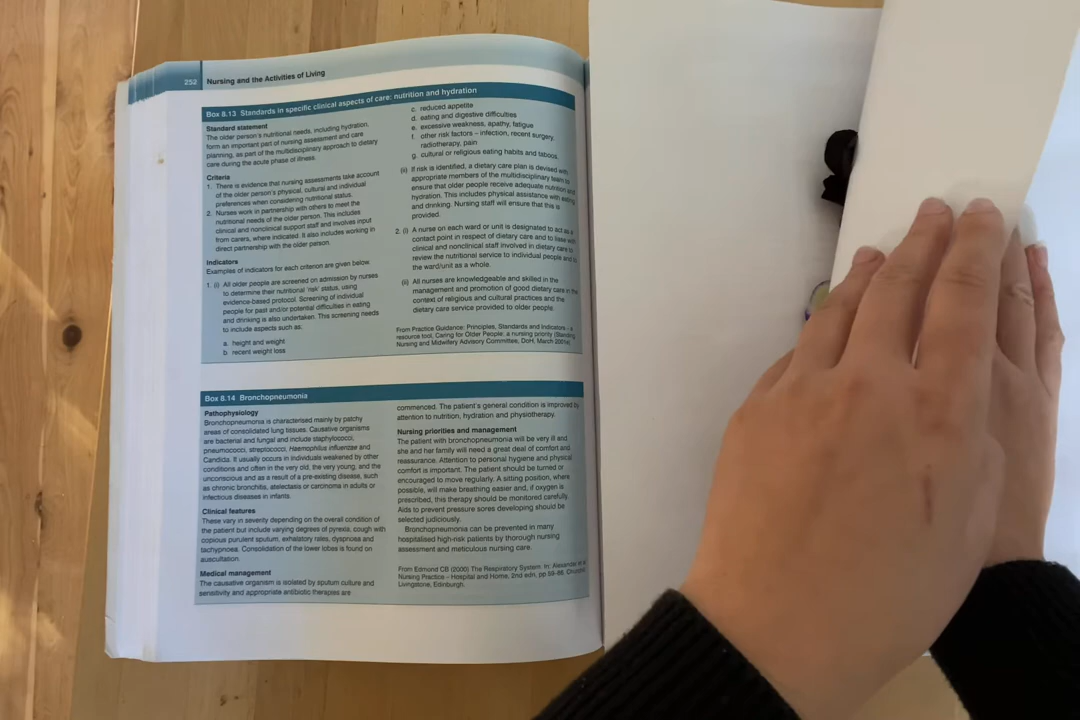 252
Nursing and the Activities of Living
Box 8.13 Standards in specific clinical aspects of care: nutrition and hydration
Standard statement
The older person's nutritional needs, including hydration,
form an important part of nursing assessment and care
planning, as part of the multidisciplinary approach to dietary
care during the acute phase of illness.
Criteria
1. There is evidence that nursing assessments take account
of the older person's physical, cultural and individual
preferences when considering nutritional status.
2. Nurses work in partnership with others to meet the
nutritional needs of the older person. This includes
clinical and nonclinical support staff and involves input
from carers, where indicated. It also includes working in
direct partnership with the older person.
Indicators
Examples of indicators for each criterion are given below.
1. (i) All older people are screened on admission by nurses
to determine their nutritional 'risk' status, using
evidence-based protocol. Screening of individual
people for past and/or potential difficulties in eating
and drinking is also undertaken. This screening needs
to include aspects such as:
a. height and weight
b. recent weight loss
c. reduced appetite
d. eating and digestive difficulties
e. excessive weakness, apathy, fatigue
f. other risk factors – infection, recent surgery,
radiotherapy, pain
g. cultural or religious eating habits and taboos.
(ii) If risk is identified, a dietary care plan is devised with
appropriate members of the multidisciplinary team to
ensure that older people receive adequate nutrition and
hydration. This includes physical assistance with eating
and drinking. Nursing staff will ensure that this is
provided.
2. (i) A nurse on each ward or unit is designated to act as a
contact point in respect of dietary care and to liaise with
clinical and nonclinical staff involved in dietary care to
review the nutritional service to individual people and to
the ward/unit as a whole.
(ii) All nurses are knowledgeable and skilled in the
management and promotion of good dietary care in the
context of religious and cultural practices and the
dietary care service provided to older people.
From Practice Guidance: Principles, Standards and Indicators – a
resource tool, Caring for Older People: a nursing priority (Standing
Nursing and Midwifery Advisory Committee, DoH, March 2001a)
Box 8.14 Bronchopneumonia
Pathophysiology
Bronchopneumonia is characterised mainly by patchy
areas of consolidated lung tissues. Causative organisms
are bacterial and fungal and include staphylococci,
pneumococci, streptococci, Haemophilus influenzae and
Candida. It usually occurs in individuals weakened by other
conditions and often in the very old, the very young, and the
unconscious and as a result of a pre-existing disease, such
as chronic bronchitis, atelectasis or carcinoma in adults or
infectious diseases in infants.
Clinical features
These vary in severity depending on the overall condition of
the patient but include varying degrees of pyrexia, cough with
copious purulent sputum, exhalatory rales, dyspnoea and
tachypnoea. Consolidation of the lower lobes is found on
auscultation.
Medical management
The causative organism is isolated by sputum culture and
sensitivity and appropriate antibiotic therapies are
commenced. The patient's general condition is improved by
attention to nutrition, hydration and physiotherapy.
Nursing priorities and management
The patient with bronchopneumonia will be very ill and
she and her family will need a great deal of comfort and
reassurance. Attention to personal hygiene and physical
comfort is important. The patient should be turned or
encouraged to move regularly. A sitting position, where
possible, will make breathing easier and, if oxygen is
prescribed, this therapy should be monitored carefully.
Aids to prevent pressure sores developing should be
selected judiciously.
Bronchopneumonia can be prevented in many
hospitalised high-risk patients by thorough nursing
assessment and meticulous nursing care.
From Edmond CB (2000) The Respiratory System. In: Alexander et al
Nursing Practice – Hospital and Home, 2nd edn, pp 59–86. Churchill
Livingstone, Edinburgh.